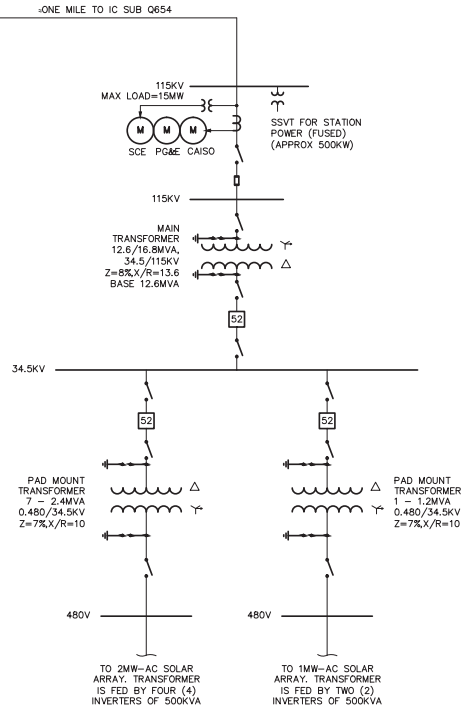 ≈ONE MILE TO IC SUB Q654
115KV
MAX LOAD=15MW
SSVT FOR STATION
POWER (FUSED)
(APPROX 500KW)
M M M
SCE PG&E CAISO
115KV
MAIN
TRANSFORMER
12.6/16.8MVA,
34.5/115KV
Z=8%,X/R=13.6
BASE 12.6MVA
52
34.5KV
52
52
PAD MOUNT
TRANSFORMER
7 - 2.4MVA
0.480/34.5KV
Z=7%,X/R=10
PAD MOUNT
TRANSFORMER
1 - 1.2MVA
0.480/34.5KV
Z=7%,X/R=10
480V
480V
TO 2MW-AC SOLAR
ARRAY. TRANSFORMER
IS FED BY FOUR (4)
INVERTERS OF 500KVA
TO 1MW-AC SOLAR
ARRAY. TRANSFORMER
IS FED BY TWO (2)
INVERTERS OF 500KVA